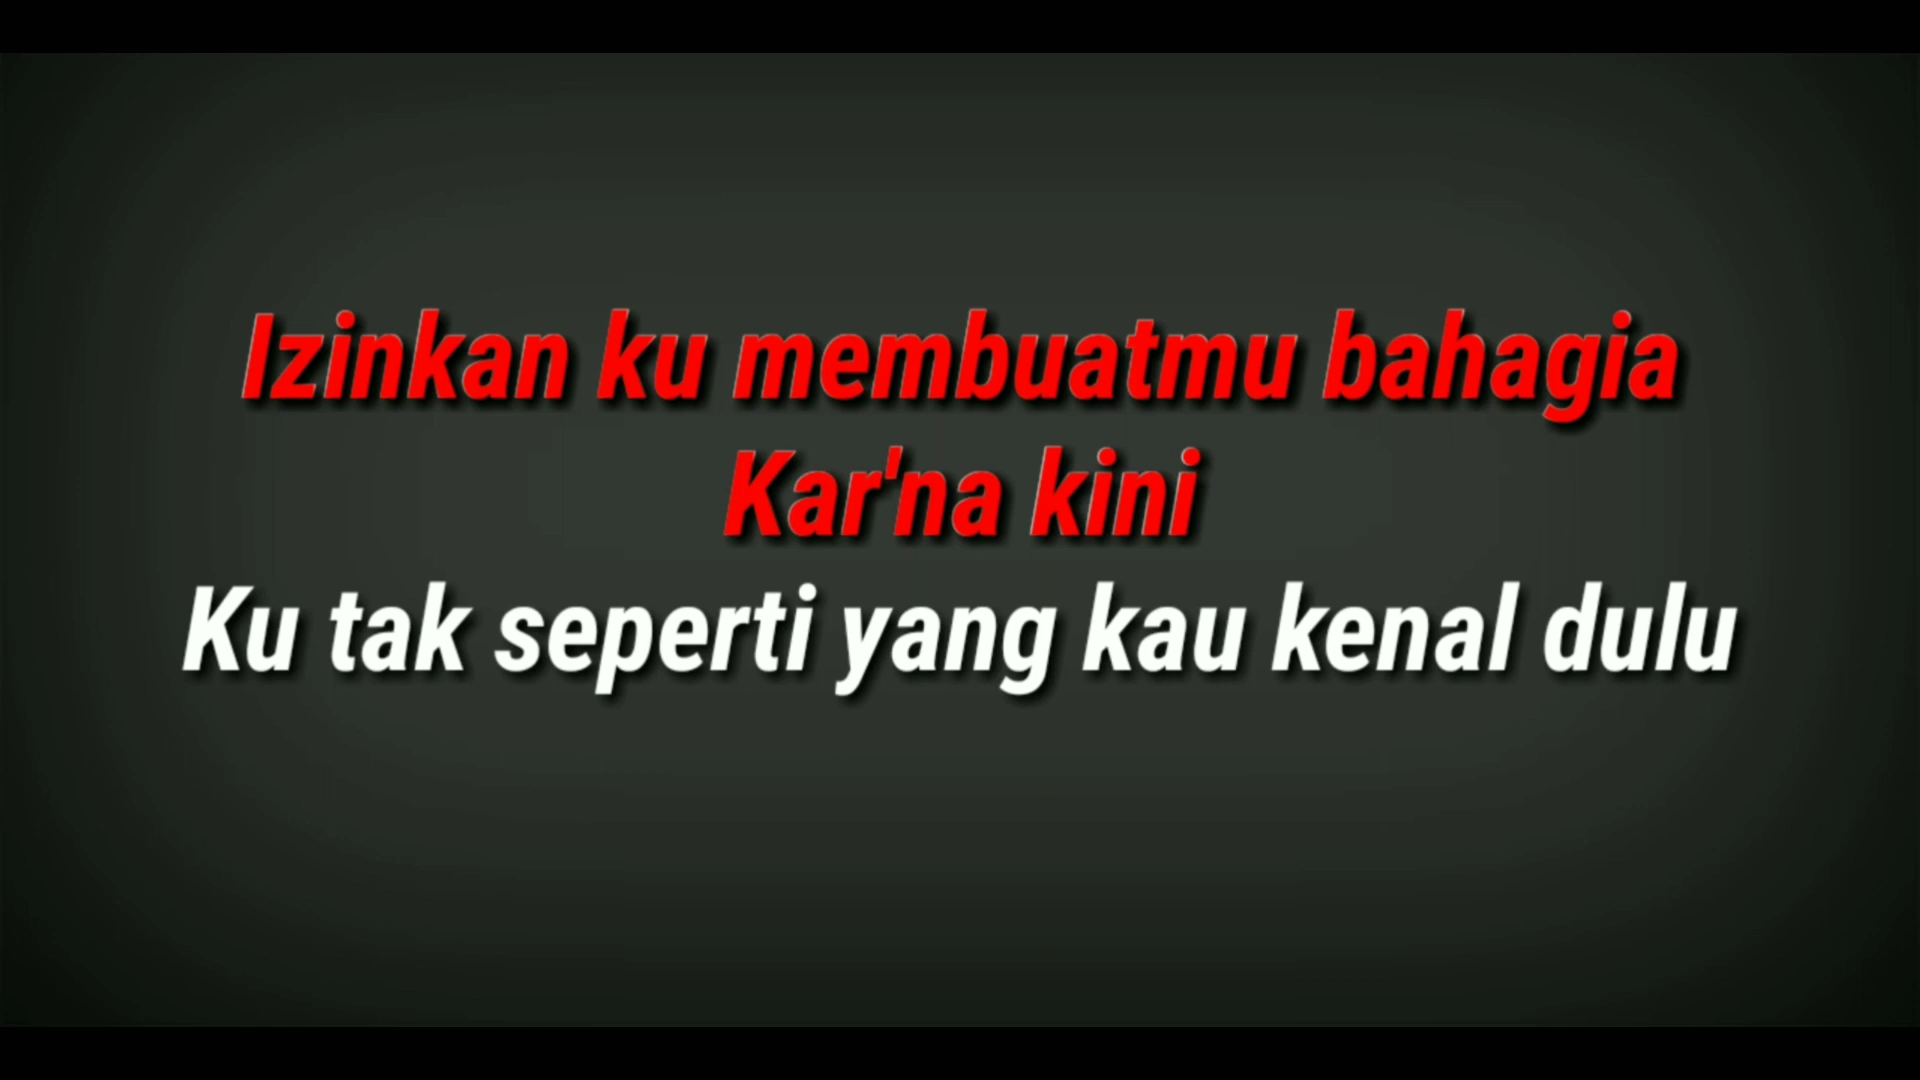 Izinkan ku membuatmu bahagia
Kar'na kini
Ku tak seperti yang kau kenal dulu